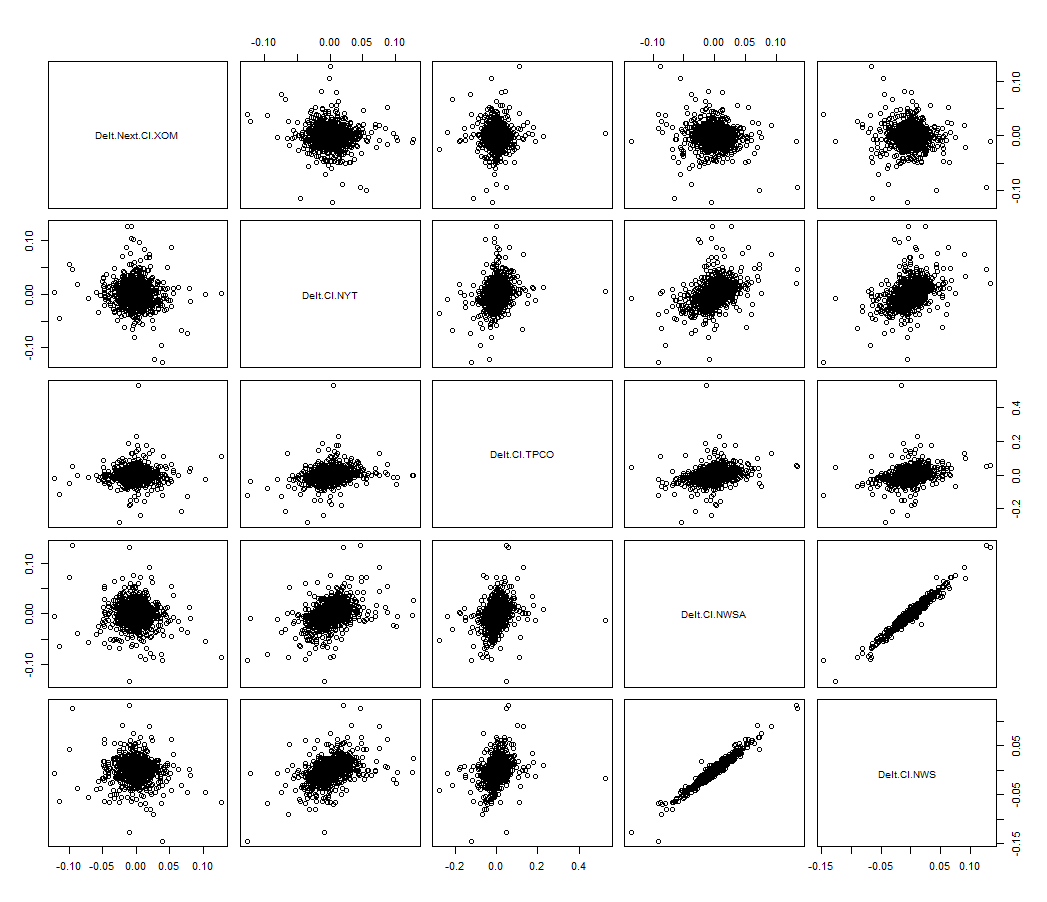 -0.10 0.00 0.05 0.10 -0.10 0.00 0.05 0.10
Delt.Next.Cl.XOM
-0.10 0.00 0.10
Delt.Cl.NYT
-0.10 0.00 0.10
Delt.Cl.TPCO
-0.2 0.0 0.2 0.4
Delt.Cl.NWSA
-0.10 0.00 0.10
Delt.Cl.NWS
-0.15 -0.05 0.05
-0.10 -0.05 0.00 0.05 0.10 -0.2 0.0 0.2 0.4 -0.15 -0.05 0.05 0.10